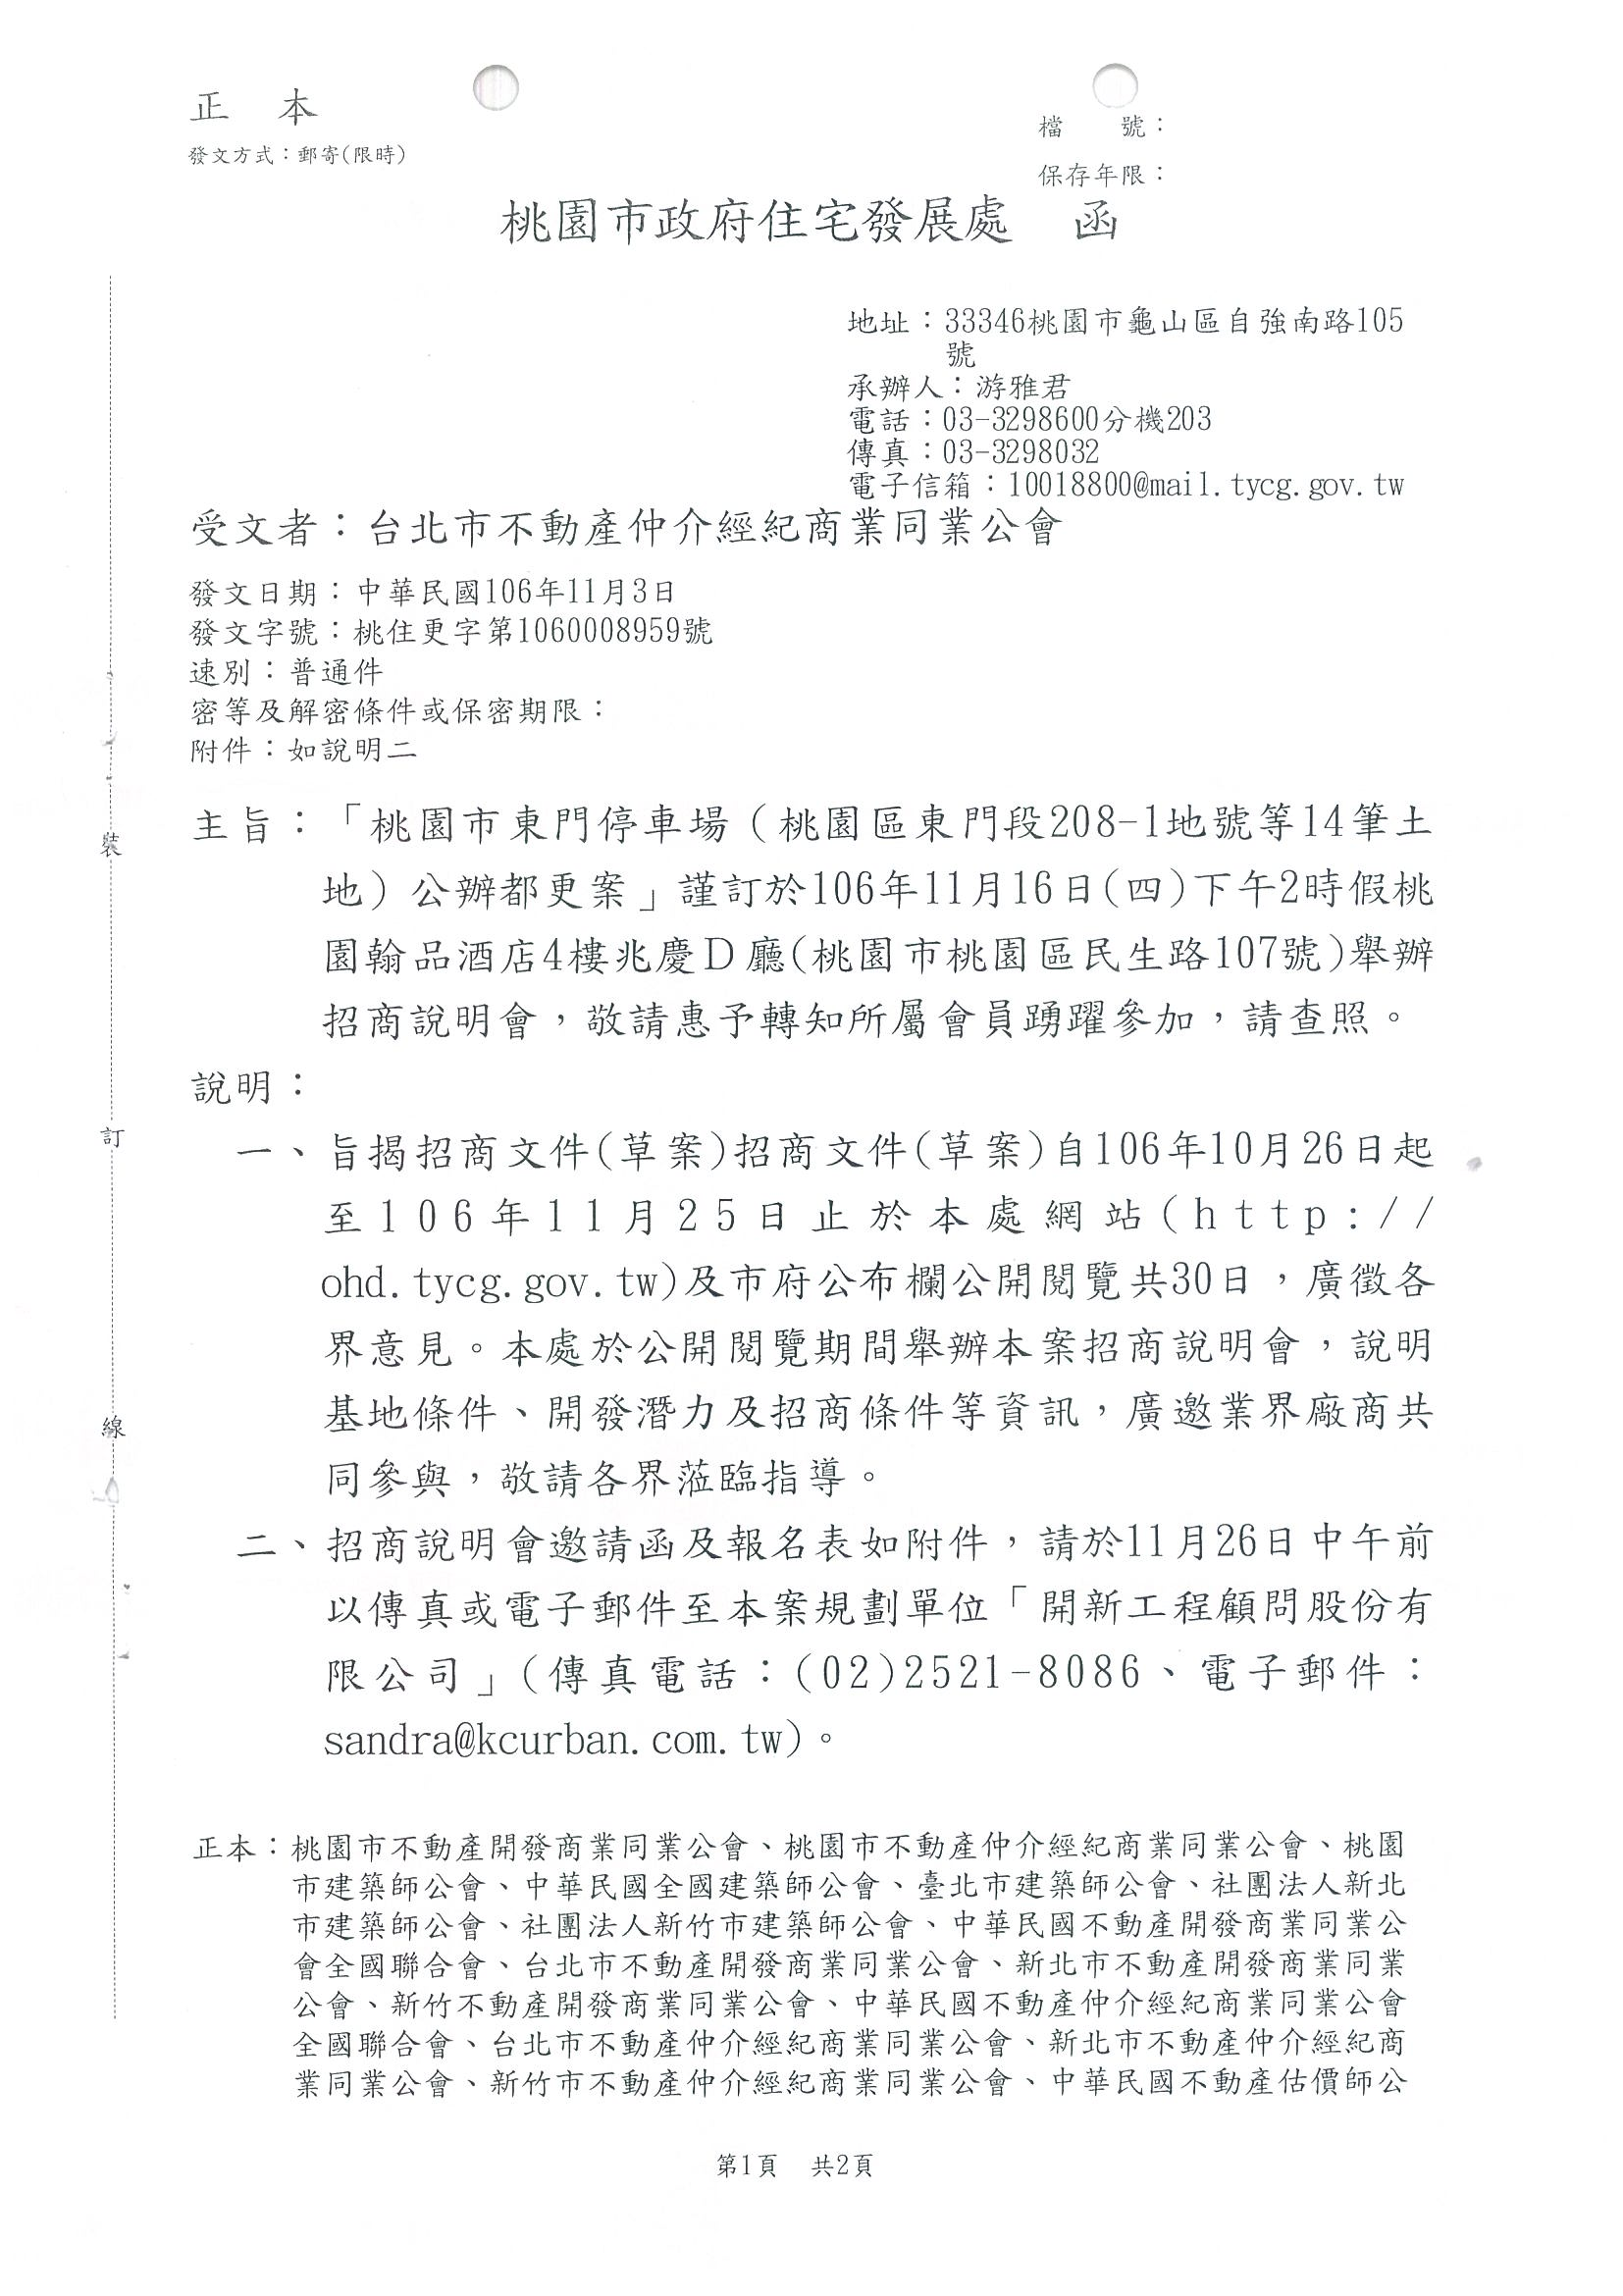 正 本
發文方式：郵寄(限時)
檔 號：
保存年限：
桃園市政府住宅發展處 函
地址：33346桃園市龜山區自強南路105
號
承辦人：游雅君
電話：03-3298600分機203
傳真：03-3298032
電子信箱：10018800@mail.tycg.gov.tw
受文者：台北市不動產仲介經紀商業同業公會
發文日期：中華民國106年11月3日
發文字號：桃住更字第1060008959號
速別：普通件
密等及解密條件或保密期限：
附件：如說明二
主旨：「桃園市東門停車場（桃園區東門段208-1地號等14筆土
地）公辦都更案」謹訂於106年11月16日(四)下午2時假桃
園翰品酒店4樓兆慶D廳(桃園市桃園區民生路107號)舉辦
招商說明會，敬請惠予轉知所屬會員踴躍參加，請查照。
說明：
一、旨揭招商文件(草案)招商文件(草案)自106年10月26日起
至106年11月25日止於本處網站(http://
ohd.tycg.gov.tw)及市府公布欄公開閱覽共30日，廣徵各
界意見。本處於公開閱覽期間舉辦本案招商說明會，說明
基地條件、開發潛力及招商條件等資訊，廣邀業界廠商共
同參與，敬請各界蒞臨指導。
二、招商說明會邀請函及報名表如附件，請於11月26日中午前
以傳真或電子郵件至本案規劃單位「開新工程顧問股份有
限公司」(傳真電話：(02)2521-8086、電子郵件：
sandra@kcurban.com.tw)。
正本：桃園市不動產開發商業同業公會、桃園市不動產仲介經紀商業同業公會、桃園
市建築師公會、中華民國全國建築師公會、臺北市建築師公會、社團法人新北
市建築師公會、社團法人新竹市建築師公會、中華民國不動產開發商業同業公
會全國聯合會、台北市不動產開發商業同業公會、新北市不動產開發商業同業
公會、新竹不動產開發商業同業公會、中華民國不動產仲介經紀商業同業公會
全國聯合會、台北市不動產仲介經紀商業同業公會、新北市不動產仲介經紀商
業同業公會、新竹市不動產仲介經紀商業同業公會、中華民國不動產估價師公
裝
訂
線
第1頁 共2頁